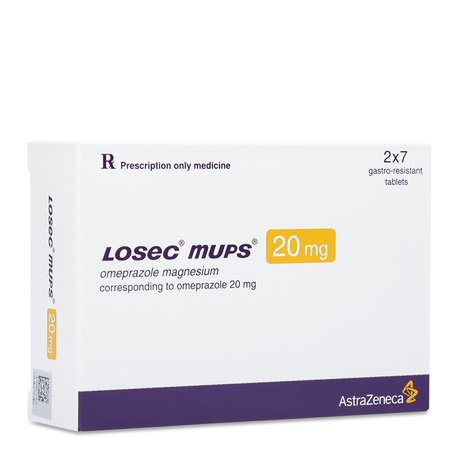 Rx Prescription only medicine
2x7
gastro-resistant
tablets
Losec® mups® 20 mg
omeprazole magnesium
corresponding to omeprazole 20 mg
AstraZeneca
Losec® mups®
20 mg